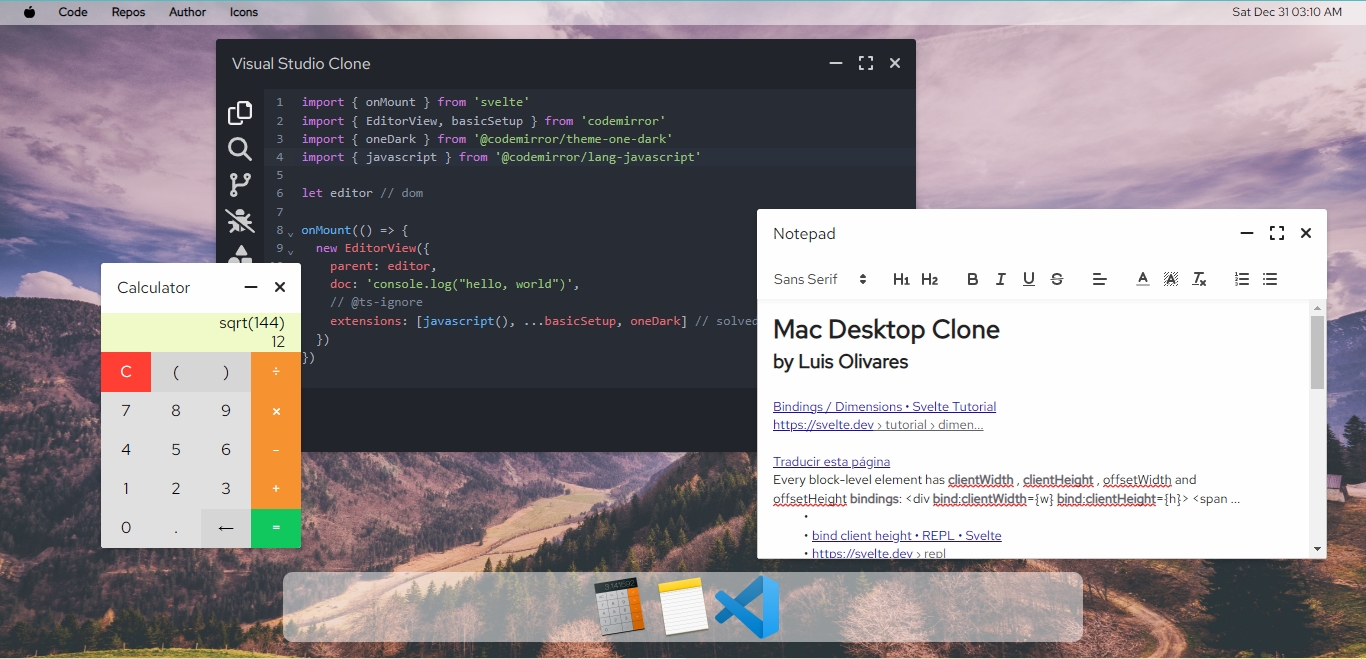 Code Repos Author Icons Sat Dec 31 03:10 AM
Visual Studio Clone
1 import { onMount } from 'svelte'
2 import { EditorView, basicSetup } from 'codemirror'
3 import { oneDark } from '@codemirror/theme-one-dark'
4 import { javascript } from '@codemirror/lang-javascript'
5
6 let editor // dom
7
8 onMount(() => {
9 new EditorView({
parent: editor,
doc: 'console.log("hello, world")',
// @ts-ignore
extensions: [javascript(), ...basicSetup, oneDark] // solved
})
})
Calculator
sqrt(144)
12
C ( ) ÷
7 8 9 ×
4 5 6 −
1 2 3 +
0 . ← =
Notepad
Sans Serif H1 H2 B I U S A A Tx
Mac Desktop Clone
by Luis Olivares
Bindings / Dimensions • Svelte Tutorial
https://svelte.dev › tutorial › dimen...
Traducir esta página
Every block-level element has clientWidth , clientHeight , offsetWidth and
offsetHeight bindings: <div bind:clientWidth={w} bind:clientHeight={h}> <span ...
•
• bind client height • REPL • Svelte
• https://svelte.dev › repl